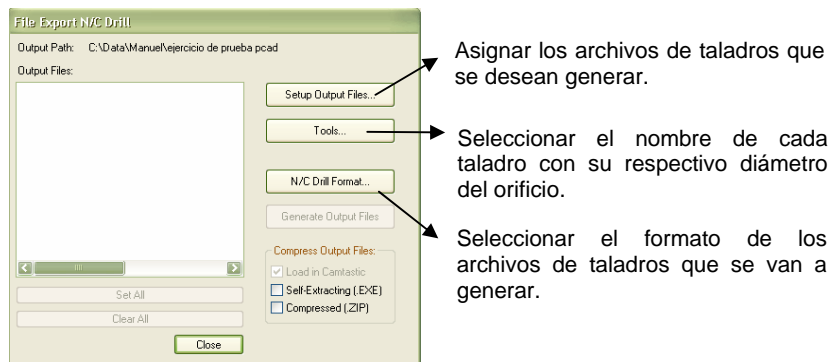 File Export N/C Drill
Output Path: C:\Data\Manuel\ejercicio de prueba pcad
Output Files:
Setup Output Files...
Tools...
N/C Drill Format...
Generate Output Files
Compress Output Files:
Load in Camtastic
Self-Extracting (.EXE)
Compressed (.ZIP)
Set All
Clear All
Close
Asignar los archivos de taladros que
se desean generar.
Seleccionar el nombre de cada
taladro con su respectivo diámetro
del orificio.
Seleccionar el formato de los
archivos de taladros que se van a
generar.